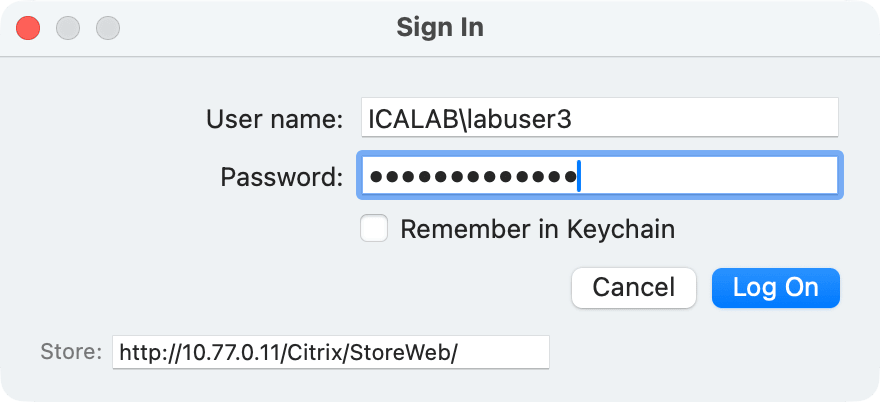 Sign In
User name: ICALAB\labuser3
Password: •••••••••••••
Remember in Keychain
Cancel Log On
Store: http://10.77.0.11/Citrix/StoreWeb/